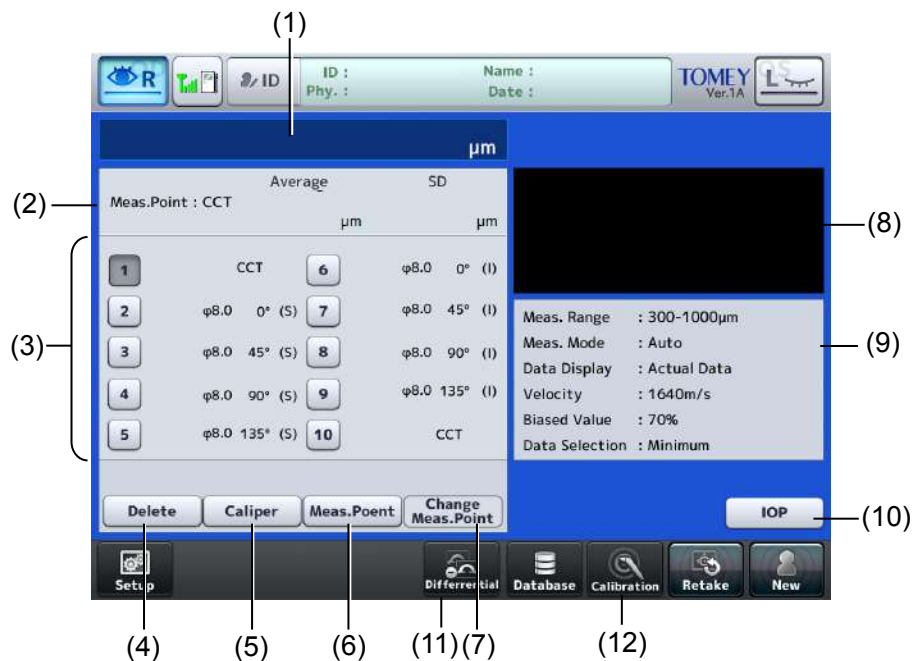 (1)
R
ID
ID :
Name :
Phy. :
Date :
TOMEY
Ver.1A
L
μm
(2)
Average
SD
Meas.Point : CCT
μm
μm
(8)
(3)
1 CCT
6 φ8.0 0° (I)
2 φ8.0 0° (S)
7 φ8.0 45° (I)
3 φ8.0 45° (S)
8 φ8.0 90° (I)
4 φ8.0 90° (S)
9 φ8.0 135° (I)
5 φ8.0 135° (S)
10 CCT
Meas. Range : 300-1000μm
Meas. Mode : Auto
Data Display : Actual Data
Velocity : 1640m/s
Biased Value : 70%
Data Selection : Minimum
(9)
Delete
Caliper
Meas.Poent
Change
Meas.Point
IOP
(10)
Setup
Differrential
Database
Calibration
Retake
New
(4)
(5)
(6)
(11)
(7)
(12)